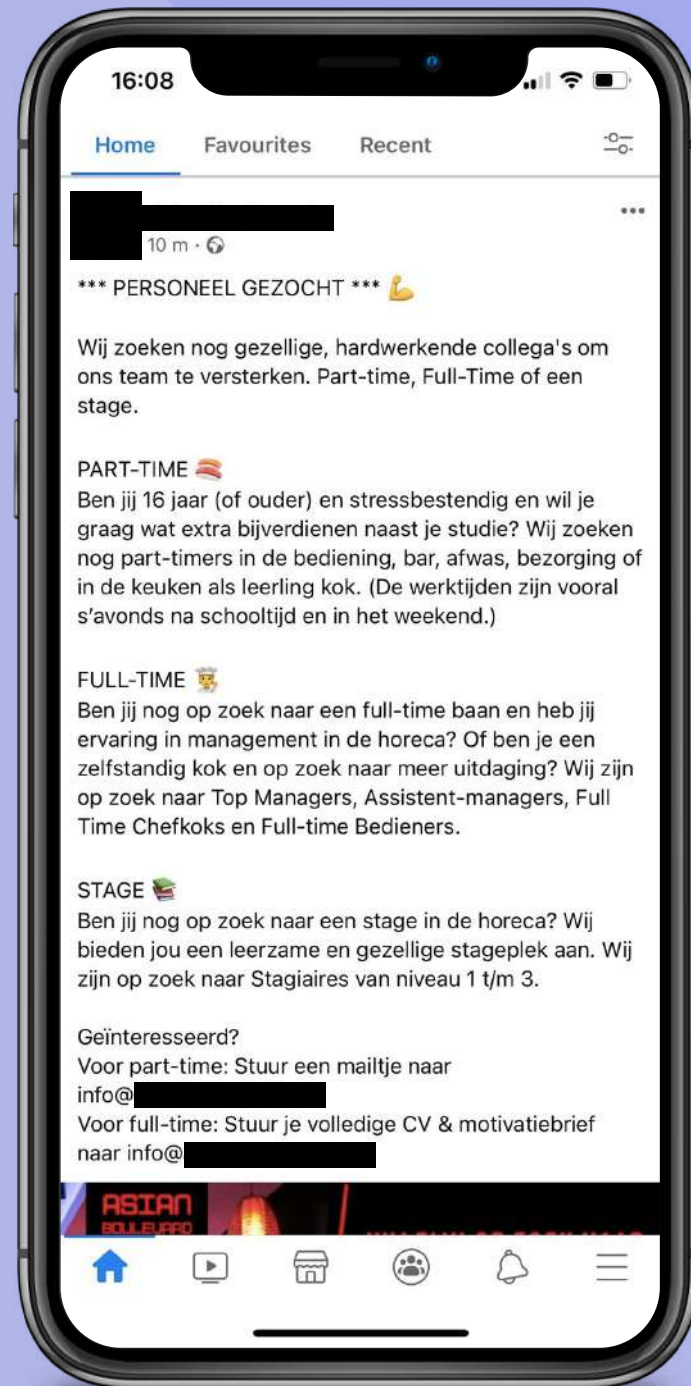 16:08
Home Favourites Recent
10 m ·
*** PERSONEEL GEZOCHT *** 💪
Wij zoeken nog gezellige, hardwerkende collega's om
ons team te versterken. Part-time, Full-Time of een
stage.
PART-TIME 🍣
Ben jij 16 jaar (of ouder) en stressbestendig en wil je
graag wat extra bijverdienen naast je studie? Wij zoeken
nog part-timers in de bediening, bar, afwas, bezorging of
in de keuken als leerling kok. (De werktijden zijn vooral
s'avonds na schooltijd en in het weekend.)
FULL-TIME 👨‍🍳
Ben jij nog op zoek naar een full-time baan en heb jij
ervaring in management in de horeca? Of ben je een
zelfstandig kok en op zoek naar meer uitdaging? Wij zijn
op zoek naar Top Managers, Assistent-managers, Full
Time Chefkoks en Full-time Bedieners.
STAGE 📚
Ben jij nog op zoek naar een stage in de horeca? Wij
bieden jou een leerzame en gezellige stageplek aan. Wij
zijn op zoek naar Stagiaires van niveau 1 t/m 3.
Geïnteresseerd?
Voor part-time: Stuur een mailtje naar
info@
Voor full-time: Stuur je volledige CV & motivatiebrief
naar info@
ASIAN
BOULEVARD